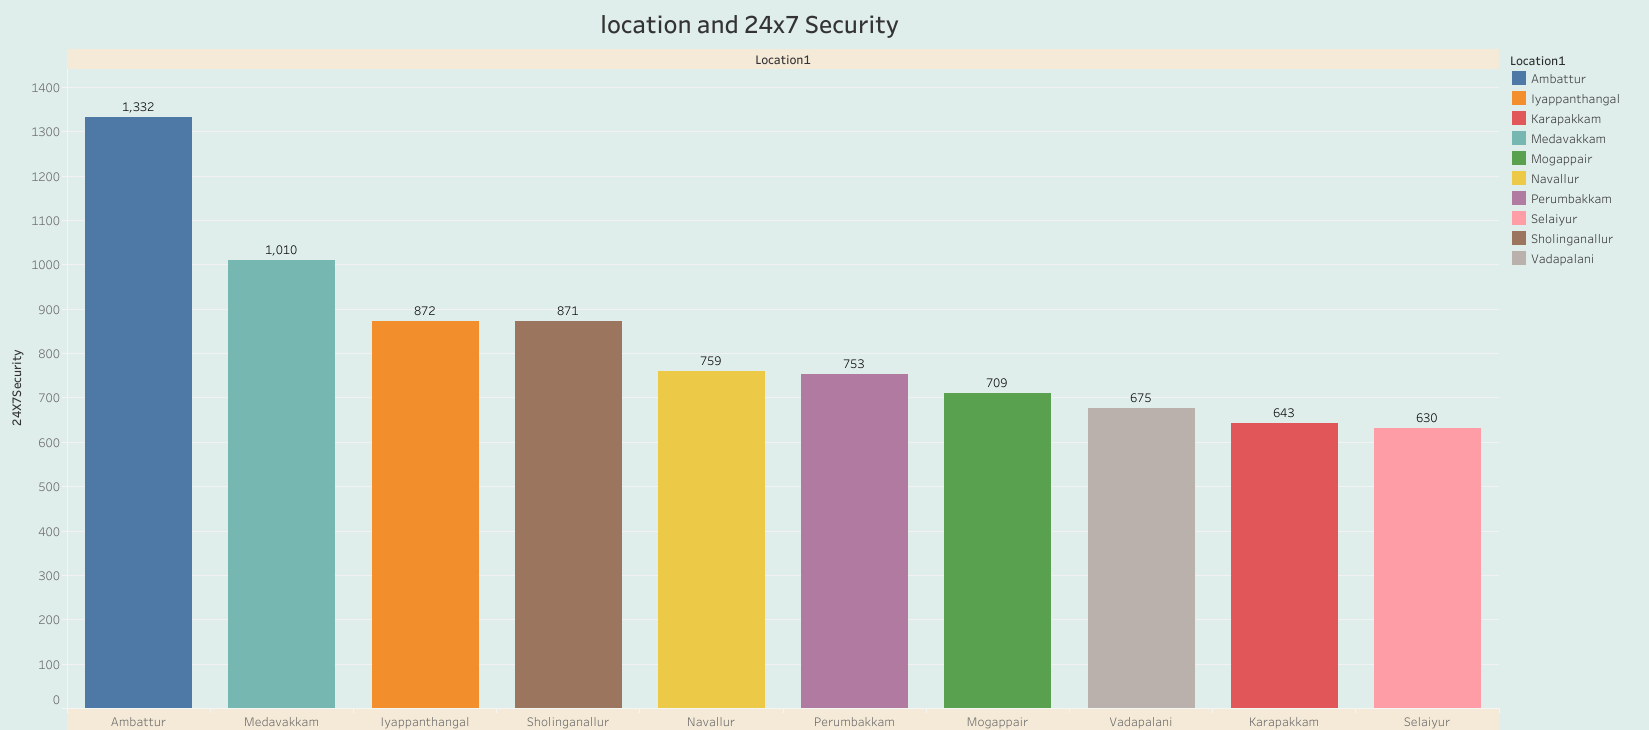 location and 24x7 Security
Location1
24X7Security
1400
1300
1200
1100
1000
900
800
700
600
500
400
300
200
100
0
1,332
1,010
872
871
759
753
709
675
643
630
Ambattur
Medavakkam
Iyappanthangal
Sholinganallur
Navallur
Perumbakkam
Mogappair
Vadapalani
Karapakkam
Selaiyur
Location1
Ambattur
Iyappanthangal
Karapakkam
Medavakkam
Mogappair
Navallur
Perumbakkam
Selaiyur
Sholinganallur
Vadapalani